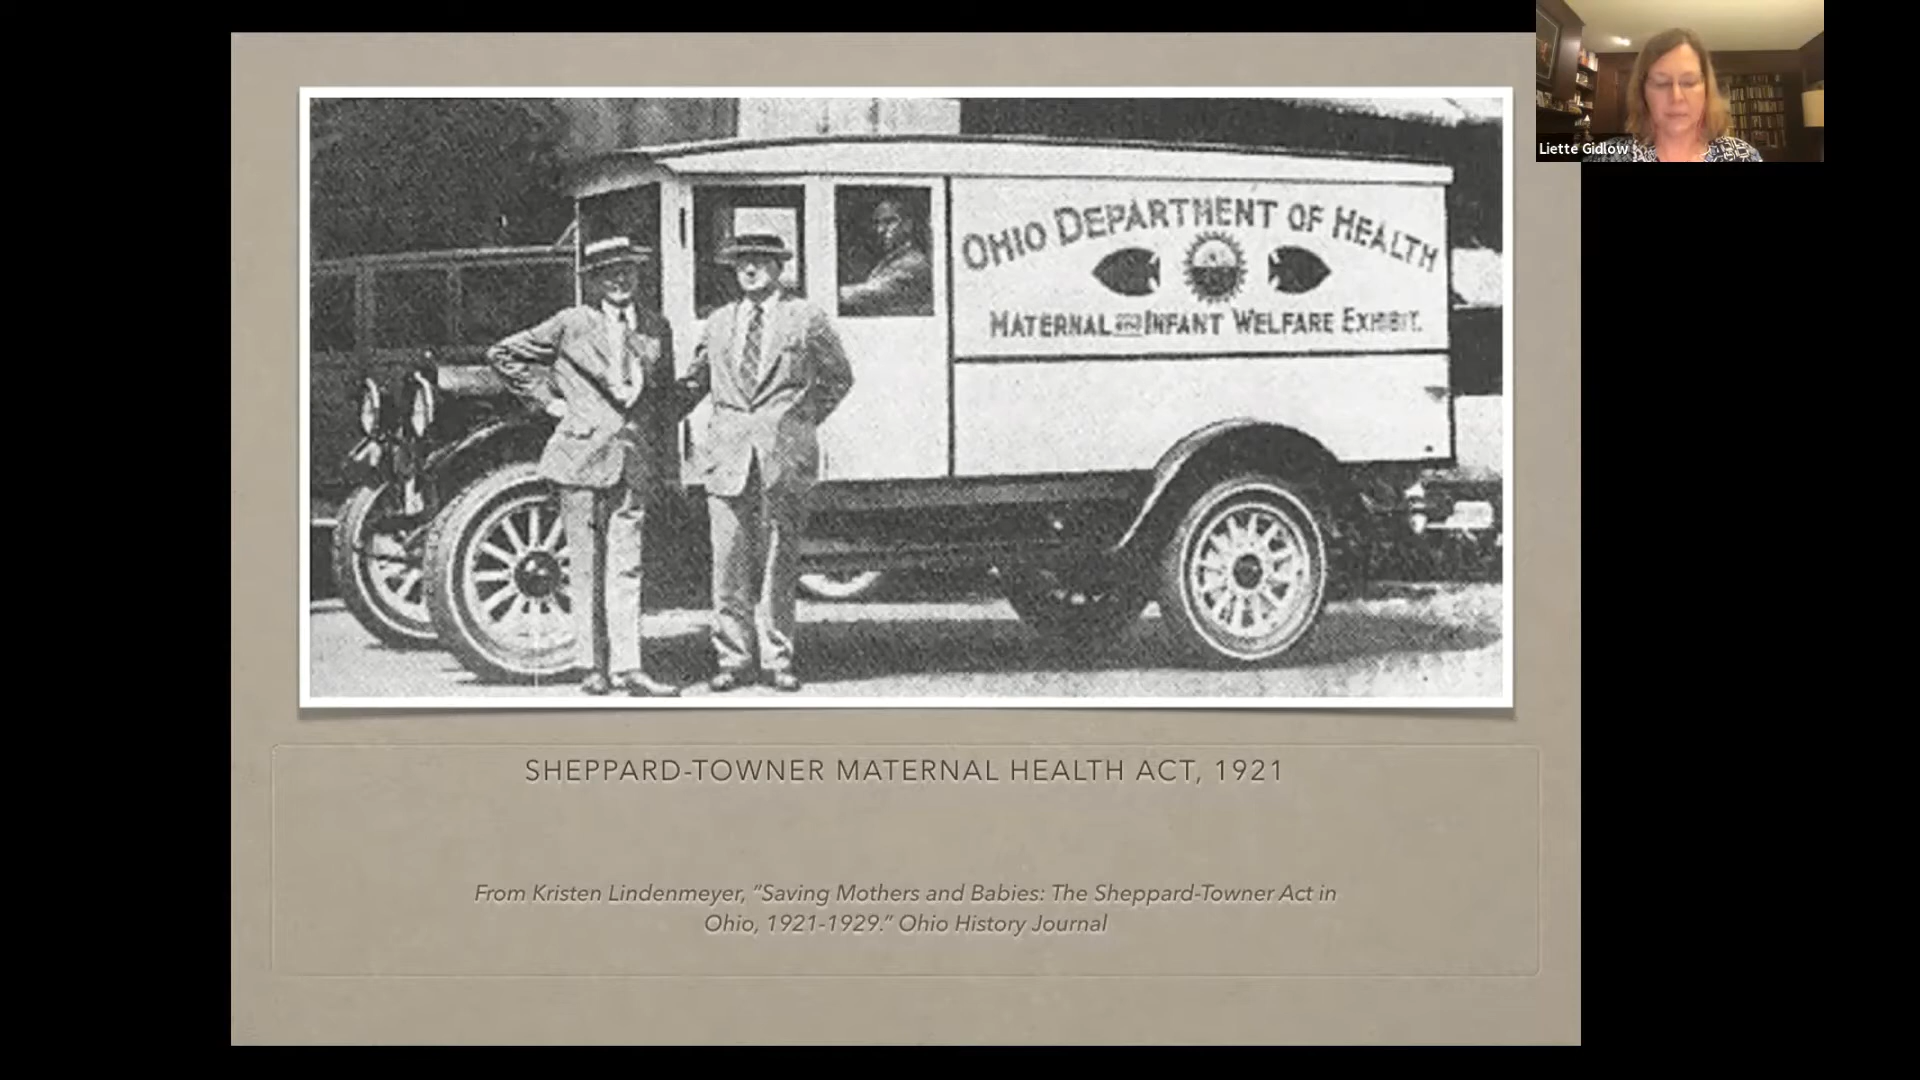 OHIO DEPARTMENT OF HEALTH
MATERNAL AND INFANT WELFARE EXHIBIT.
Liette Gidlow
SHEPPARD-TOWNER MATERNAL HEALTH ACT, 1921
From Kristen Lindenmeyer, "Saving Mothers and Babies: The Sheppard-Towner Act in
Ohio, 1921-1929." Ohio History Journal